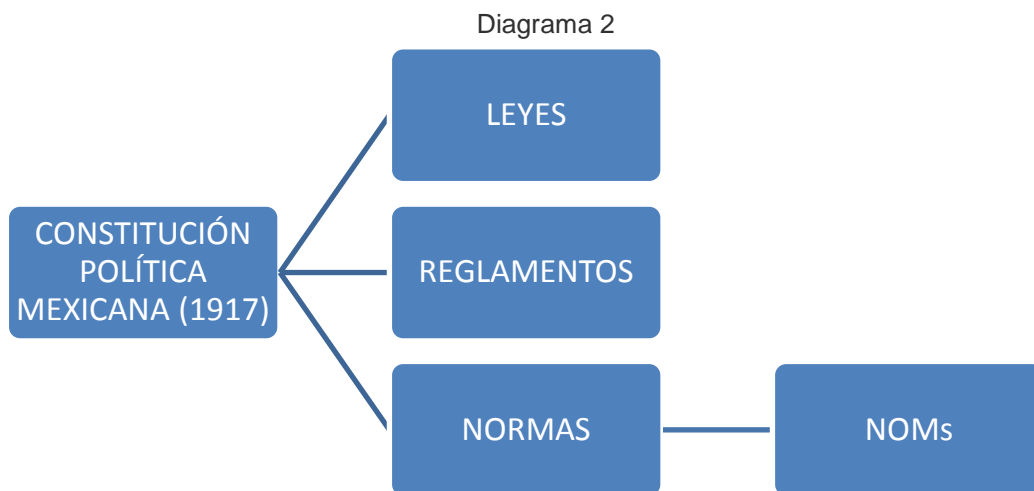 Diagrama 2
LEYES
CONSTITUCIÓN
POLÍTICA
MEXICANA (1917)
REGLAMENTOS
NORMAS
NOMs